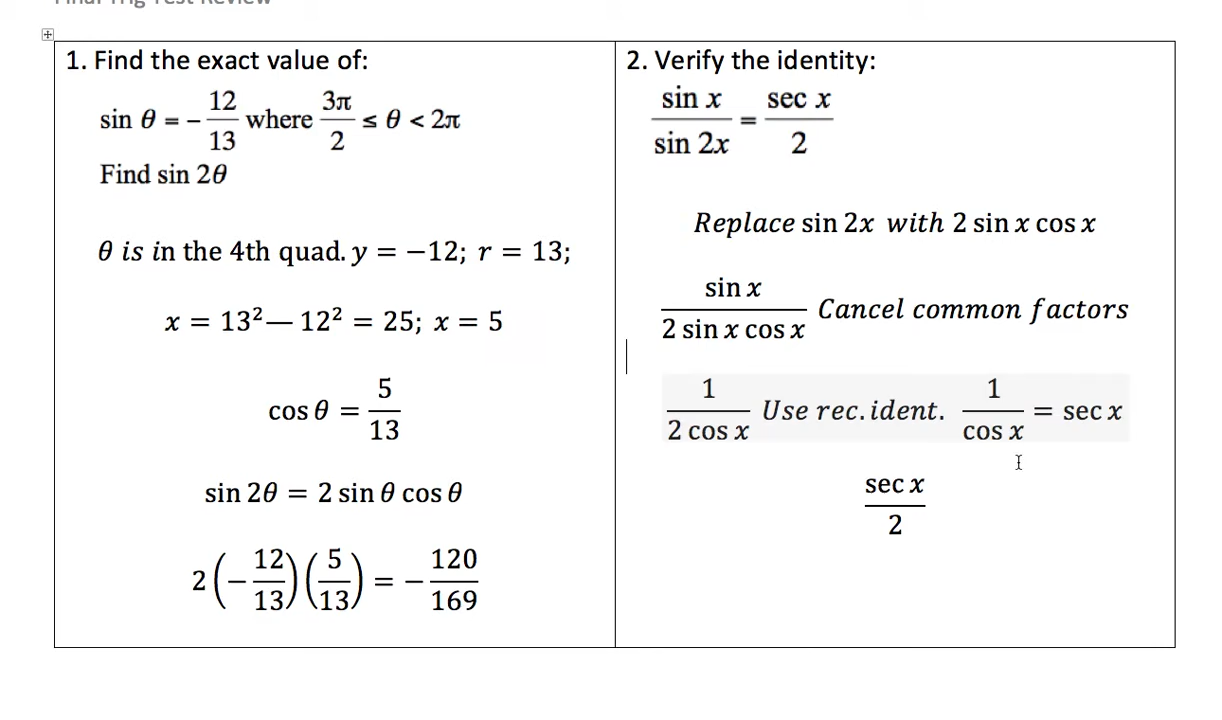 Final Trig Test Review
1. Find the exact value of:
sin θ = − 12/13 where 3π/2 ≤ θ < 2π
Find sin 2θ
θ is in the 4th quad. y = −12; r = 13;
x = 13²— 12² = 25; x = 5
cos θ = 5/13
sin 2θ = 2 sin θ cos θ
2(−12/13)(5/13) = −120/169
2. Verify the identity:
sin x/sin 2x = sec x/2
Replace sin 2x with 2 sin x cos x
sin x/2 sin x cos x Cancel common factors
1/2 cos x Use rec. ident. 1/cos x = sec x
sec x/2